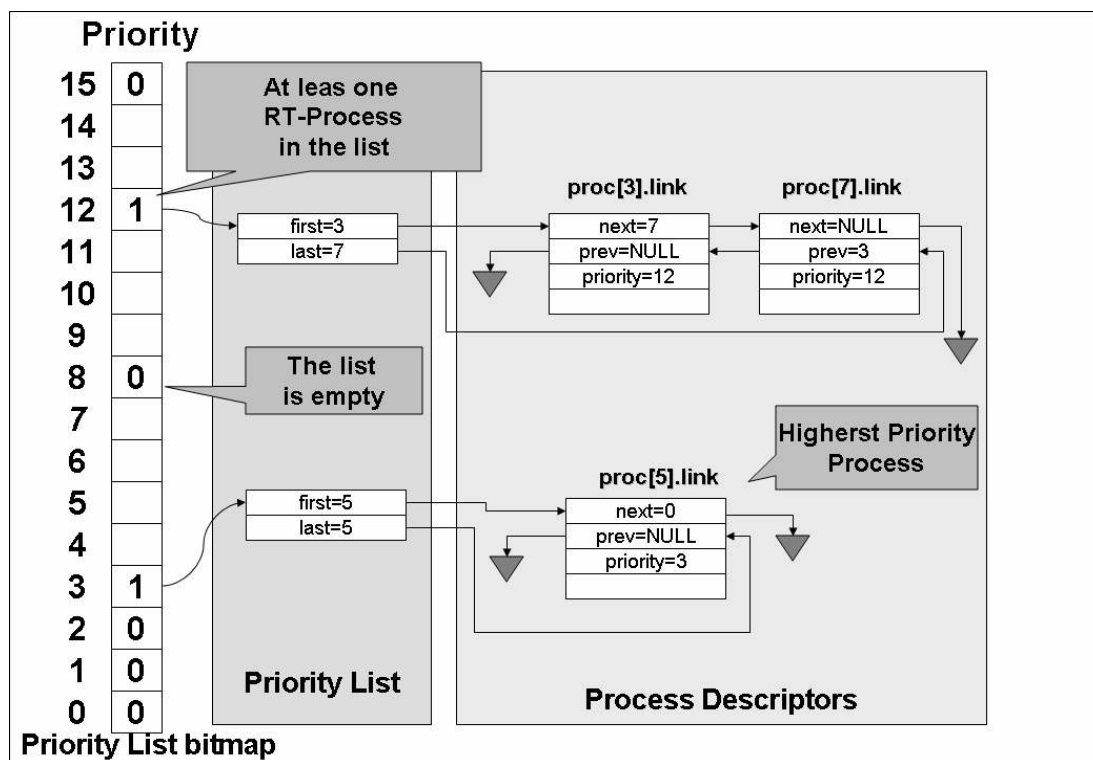 Priority
15 0
14
13
12 1
11
10
9
8 0
7
6
5
4
3 1
2 0
1 0
0 0
Priority List bitmap
At leas one
RT-Process
in the list
The list
is empty
first=3
last=7
first=5
last=5
Priority List
proc[3].link
next=7
prev=NULL
priority=12
proc[7].link
next=NULL
prev=3
priority=12
Higherst Priority
Process
proc[5].link
next=0
prev=NULL
priority=3
Process Descriptors